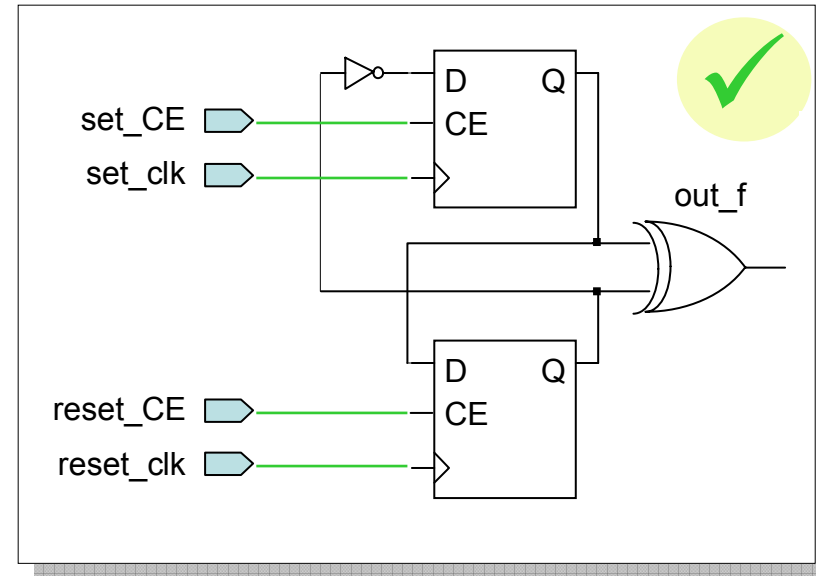 D Q
set_CE CE
set_clk
out_f
D Q
reset_CE CE
reset_clk